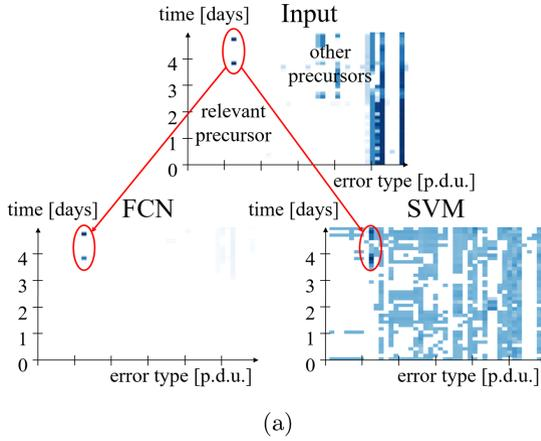 time [days] Input
other
precursors
4
3
2
1
0
relevant
precursor
error type [p.d.u.]
time [days] FCN
4
3
2
1
0
error type [p.d.u.]
time [days] SVM
4
3
2
1
0
error type [p.d.u.]
(a)